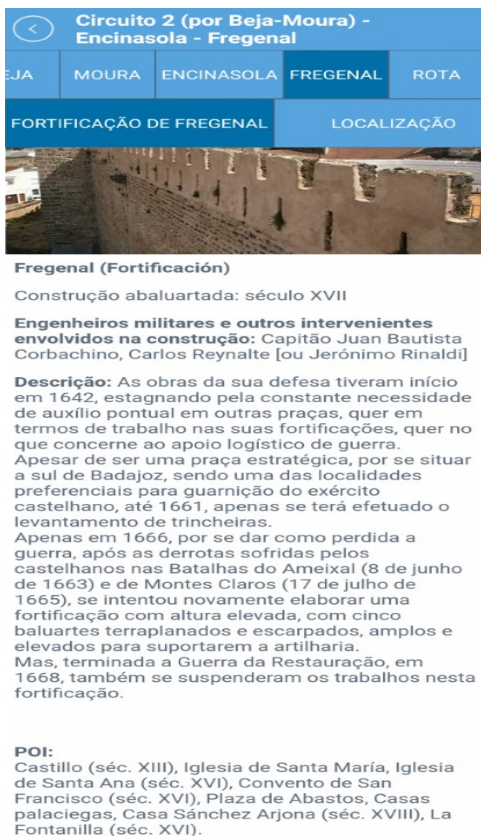 Circuito 2 (por Beja-Moura) -
Encinasola - Fregenal
EJA MOURA ENCINASOLA FREGENAL ROTA
FORTIFICAÇÃO DE FREGENAL LOCALIZAÇÃO
Fregenal (Fortificación)
Construção abaluartada: século XVII
Engenheiros militares e outros intervenientes
envolvidos na construção: Capitão Juan Bautista
Corbachino, Carlos Reynalte [ou Jerónimo Rinaldi]
Descrição: As obras da sua defesa tiveram início
em 1642, estagnando pela constante necessidade
de auxílio pontual em outras praças, quer em
termos de trabalho nas suas fortificações, quer no
que concerne ao apoio logístico de guerra.
Apesar de ser uma praça estratégica, por se situar
a sul de Badajoz, sendo uma das localidades
preferenciais para guarnição do exército
castelhano, até 1661, apenas se terá efetuado o
levantamento de trincheiras.
Apenas em 1666, por se dar como perdida a
guerra, após as derrotas sofridas pelos
castelhanos nas Batalhas do Ameixal (8 de junho
de 1663) e de Montes Claros (17 de julho de
1665), se intentou novamente elaborar uma
fortificação com altura elevada, com cinco
baluartes terraplanados e escarpados, amplos e
elevados para suportarem a artilharia.
Mas, terminada a Guerra da Restauração, em
1668, também se suspenderam os trabalhos nesta
fortificação.
POI:
Castillo (séc. XIII), Iglesia de Santa María, Iglesia
de Santa Ana (séc. XVI), Convento de San
Francisco (séc. XVI), Plaza de Abastos, Casas
palaciegas, Casa Sánchez Arjona (séc. XVIII), La
Fontanilla (séc. XVI).